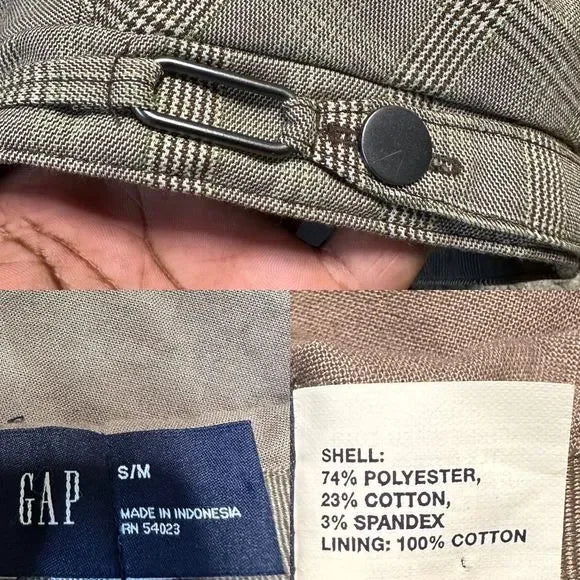 GAP
S/M
MADE IN INDONESIA
RN 54023
SHELL:
74% POLYESTER,
23% COTTON,
3% SPANDEX
LINING: 100% COTTON